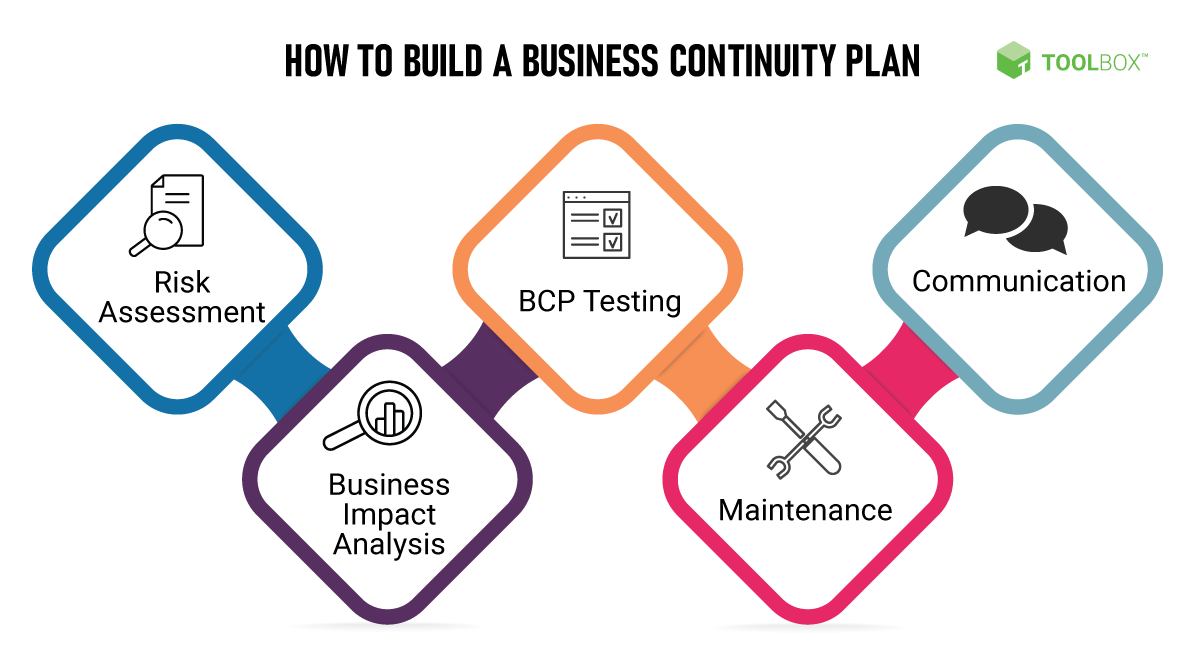 HOW TO BUILD A BUSINESS CONTINUITY PLAN
TOOLBOX™
Risk
Assessment
Business
Impact
Analysis
BCP Testing
Maintenance
Communication